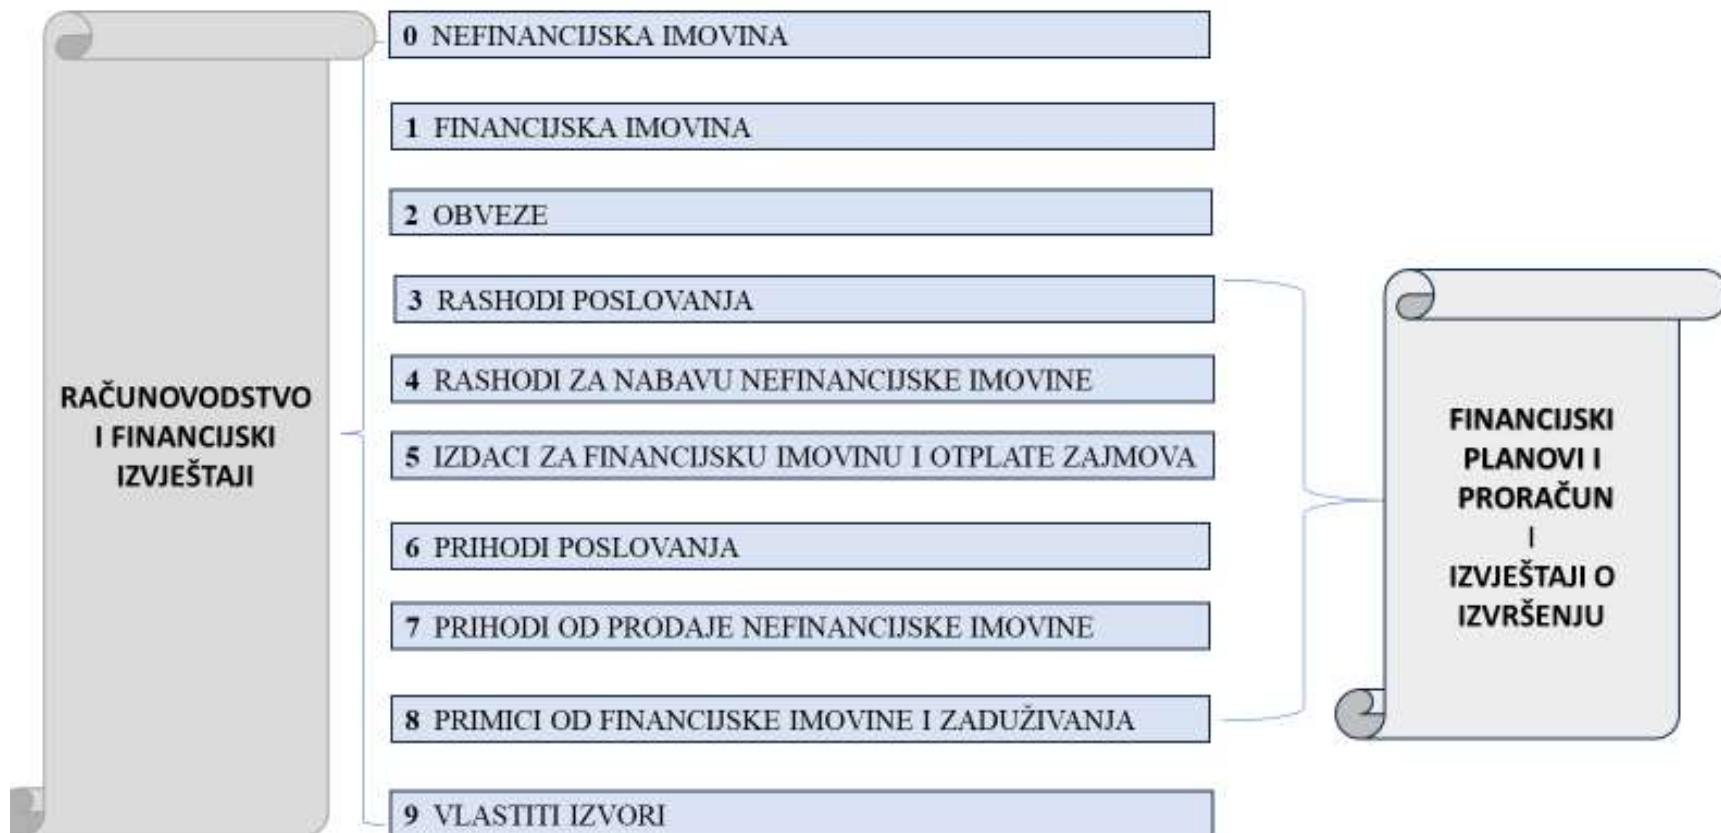 RAČUNOVODSTVO
I FINANCIJSKI
IZVJEŠTAJI
0 NEFINANCIJSKA IMOVINA
1 FINANCIJSKA IMOVINA
2 OBVEZE
3 RASHODI POSLOVANJA
4 RASHODI ZA NABAVU NEFINANCIJSKE IMOVINE
5 IZDACI ZA FINANCIJSKU IMOVINU I OTPLATE ZAJMOVA
6 PRIHODI POSLOVANJA
7 PRIHODI OD PRODAJE NEFINANCIJSKE IMOVINE
8 PRIMICI OD FINANCIJSKE IMOVINE I ZADUŽIVANJA
9 VLASTITI IZVORI
FINANCIJSKI
PLANOVI I
PRORAČUN
I
IZVJEŠTAJI O
IZVRŠENJU